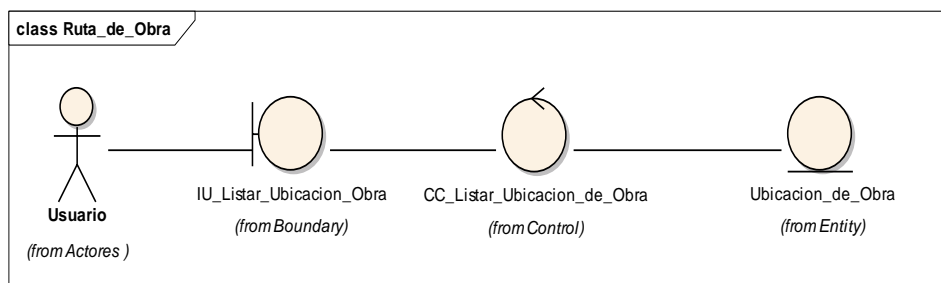 class Ruta_de_Obra
Usuario
(from Actores )
IU_Listar_Ubicacion_Obra
(from Boundary)
CC_Listar_Ubicacion_de_Obra
(from Control)
Ubicacion_de_Obra
(from Entity)